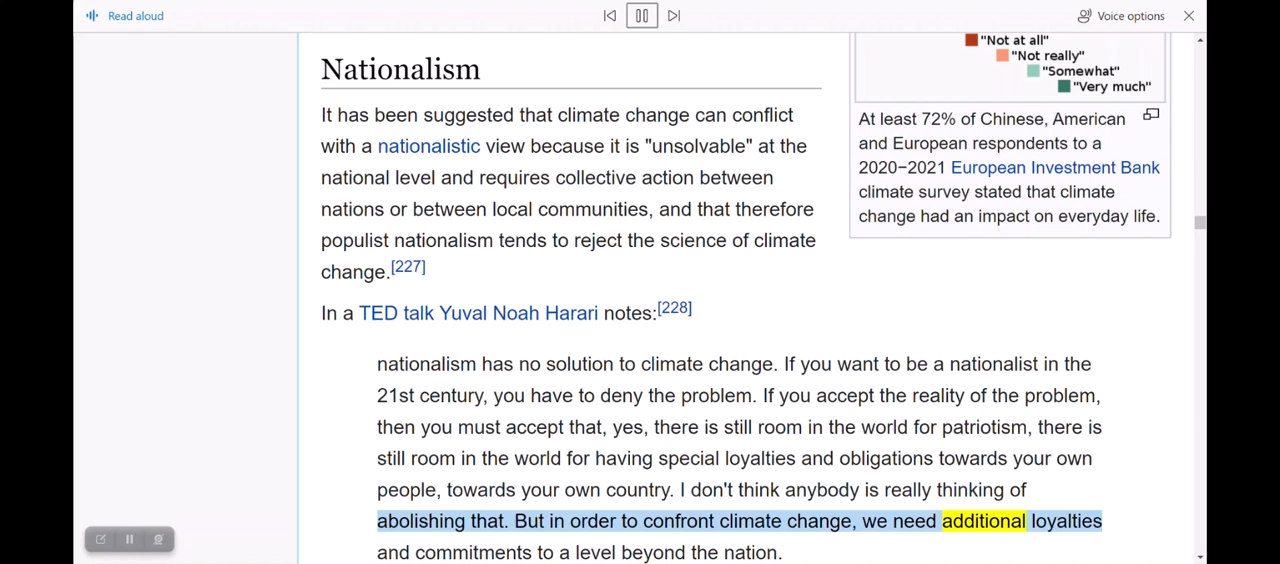 Read aloud
Voice options
Nationalism
It has been suggested that climate change can conflict
with a nationalistic view because it is "unsolvable" at the
national level and requires collective action between
nations or between local communities, and that therefore
populist nationalism tends to reject the science of climate
change.[227]
"Not at all"
"Not really"
"Somewhat"
"Very much"
At least 72% of Chinese, American
and European respondents to a
2020−2021 European Investment Bank
climate survey stated that climate
change had an impact on everyday life.
In a TED talk Yuval Noah Harari notes:[228]
nationalism has no solution to climate change. If you want to be a nationalist in the
21st century, you have to deny the problem. If you accept the reality of the problem,
then you must accept that, yes, there is still room in the world for patriotism, there is
still room in the world for having special loyalties and obligations towards your own
people, towards your own country. I don't think anybody is really thinking of
abolishing that. But in order to confront climate change, we need additional loyalties
and commitments to a level beyond the nation.